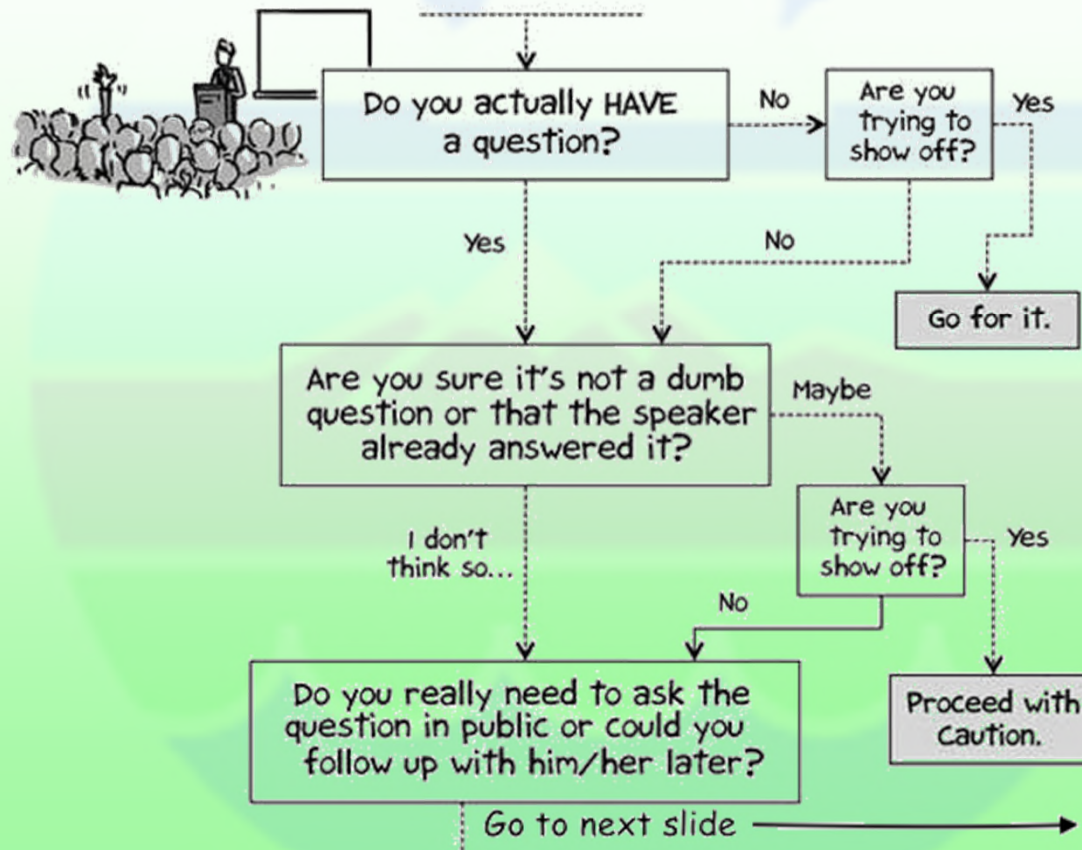 Do you actually HAVE
a question?
No
Are you
trying to
show off?
Yes
Yes
No
Go for it.
Are you sure it's not a dumb
question or that the speaker
already answered it?
Maybe
I don't
think so...
Are you
trying to
show off?
Yes
No
Do you really need to ask the
question in public or could you
follow up with him/her later?
Proceed with
Caution.
Go to next slide